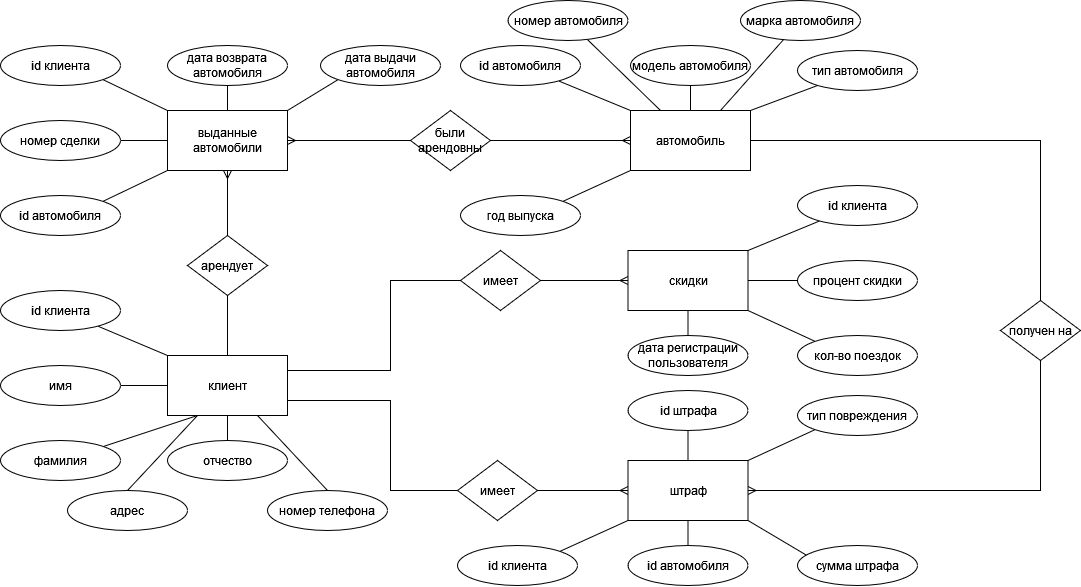 номер автомобиля
марка автомобиля
id клиента
дата возврата
автомобиля
дата выдачи
автомобиля
id автомобиля
модель автомобиля
тип автомобиля
номер сделки
выданные
автомобили
были
арендовны
автомобиль
id автомобиля
год выпуска
id клиента
арендует
имеет
скидки
процент скидки
id клиента
получен на
дата регистрации
пользователя
кол-во поездок
имя
клиент
id штрафа
тип повреждения
фамилия
отчество
имеет
штраф
адрес
номер телефона
id клиента
id автомобиля
сумма штрафа